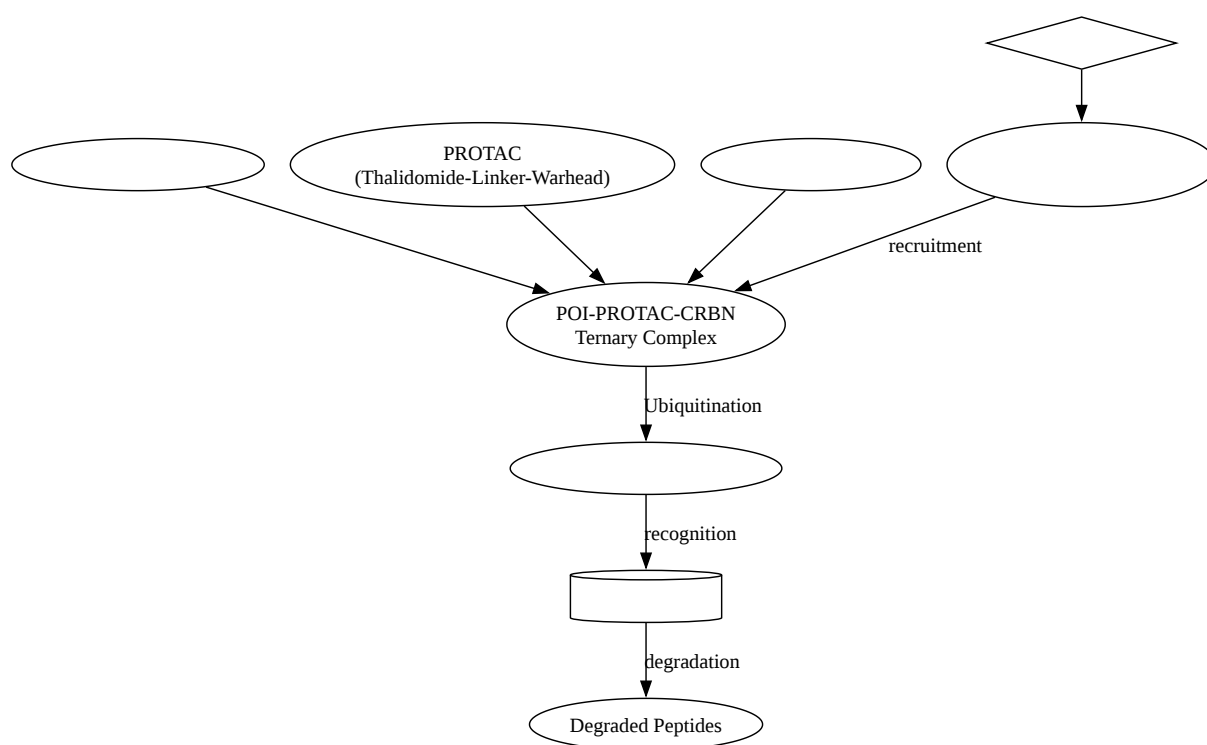 PROTAC
(Thalidomide-Linker-Warhead)
recruitment
POI-PROTAC-CRBN
Ternary Complex
Ubiquitination
recognition
degradation
Degraded Peptides